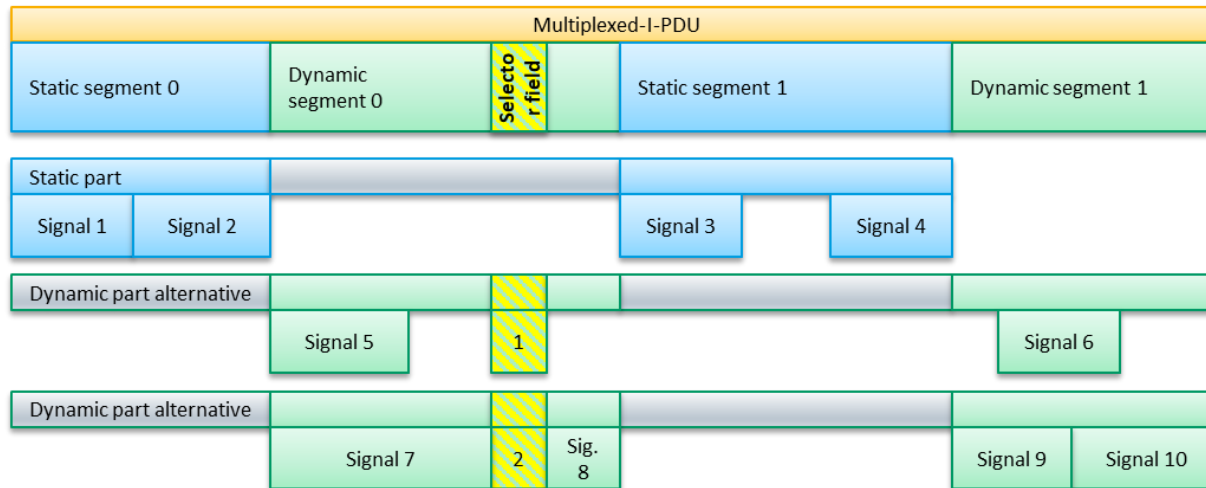 Multiplexed-I-PDU
Static segment 0
Dynamic
segment 0
Selecto
r field
Static segment 1
Dynamic segment 1
Static part
Signal 1
Signal 2
Signal 3
Signal 4
Dynamic part alternative
Signal 5
1
Signal 6
Dynamic part alternative
Signal 7
2
Sig.
8
Signal 9
Signal 10